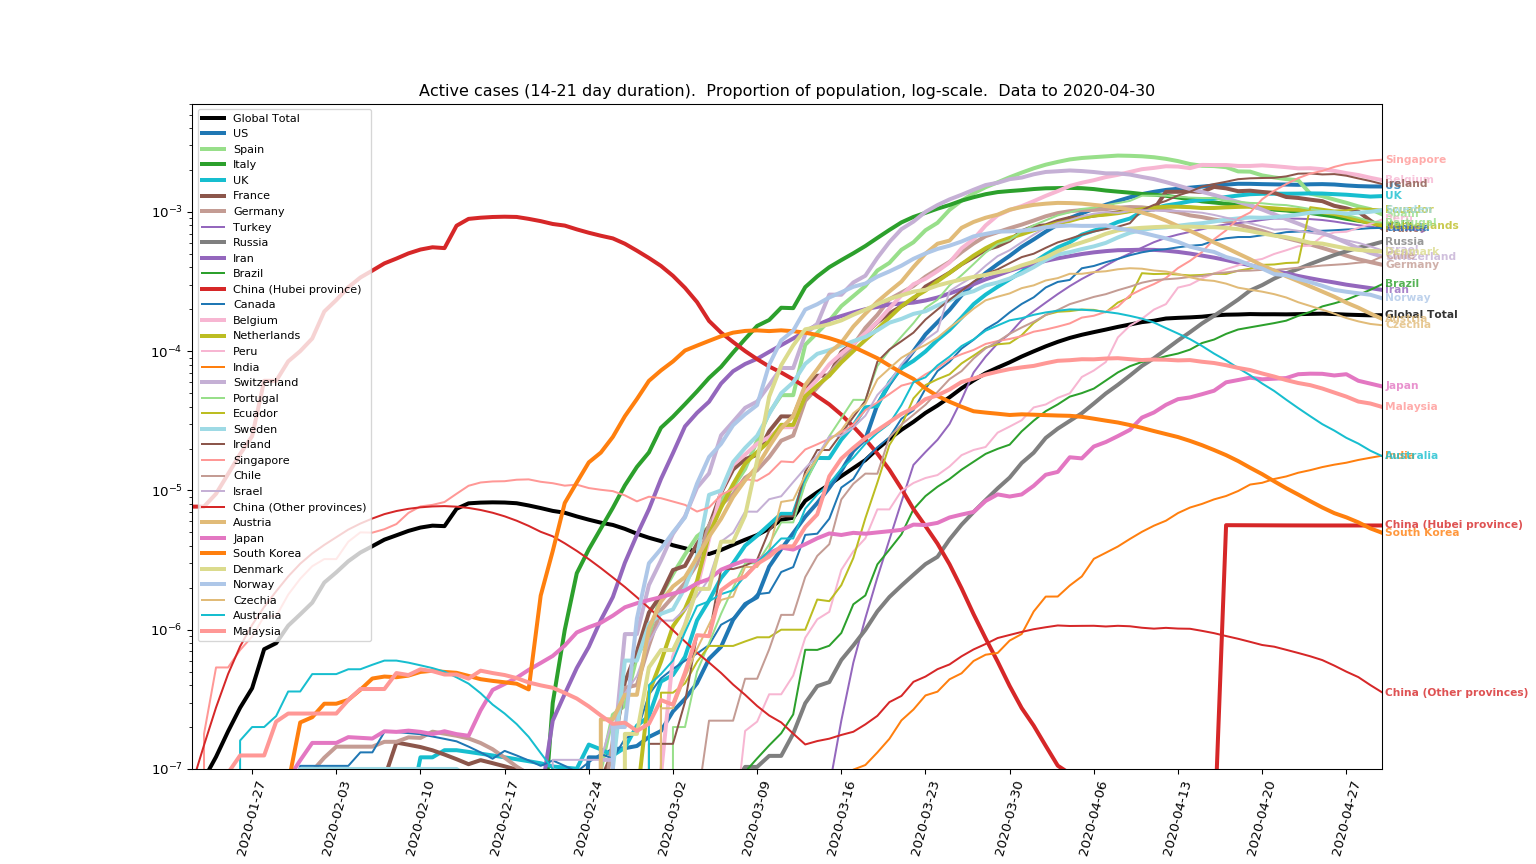 Active cases (14-21 day duration).  Proportion of population, log-scale.  Data to 2020-04-30
Global Total
US
Spain
Italy
UK
France
Germany
Turkey
Russia
Iran
Brazil
China (Hubei province)
Canada
Belgium
Netherlands
Peru
India
Switzerland
Portugal
Ecuador
Sweden
Ireland
Singapore
Chile
Israel
China (Other provinces)
Austria
Japan
South Korea
Denmark
Norway
Czechia
Australia
Malaysia
10⁻³
10⁻⁴
10⁻⁵
10⁻⁶
10⁻⁷
Singapore
Belgium
US
Ireland
UK
Ecuador
Russia
Switzerland
Germany
Brazil
Iran
Norway
Global Total
Austria
Czechia
Japan
Malaysia
Australia
China (Hubei province)
South Korea
China (Other provinces)
2020-01-27
2020-02-03
2020-02-10
2020-02-17
2020-02-24
2020-03-02
2020-03-09
2020-03-16
2020-03-23
2020-03-30
2020-04-06
2020-04-13
2020-04-20
2020-04-27